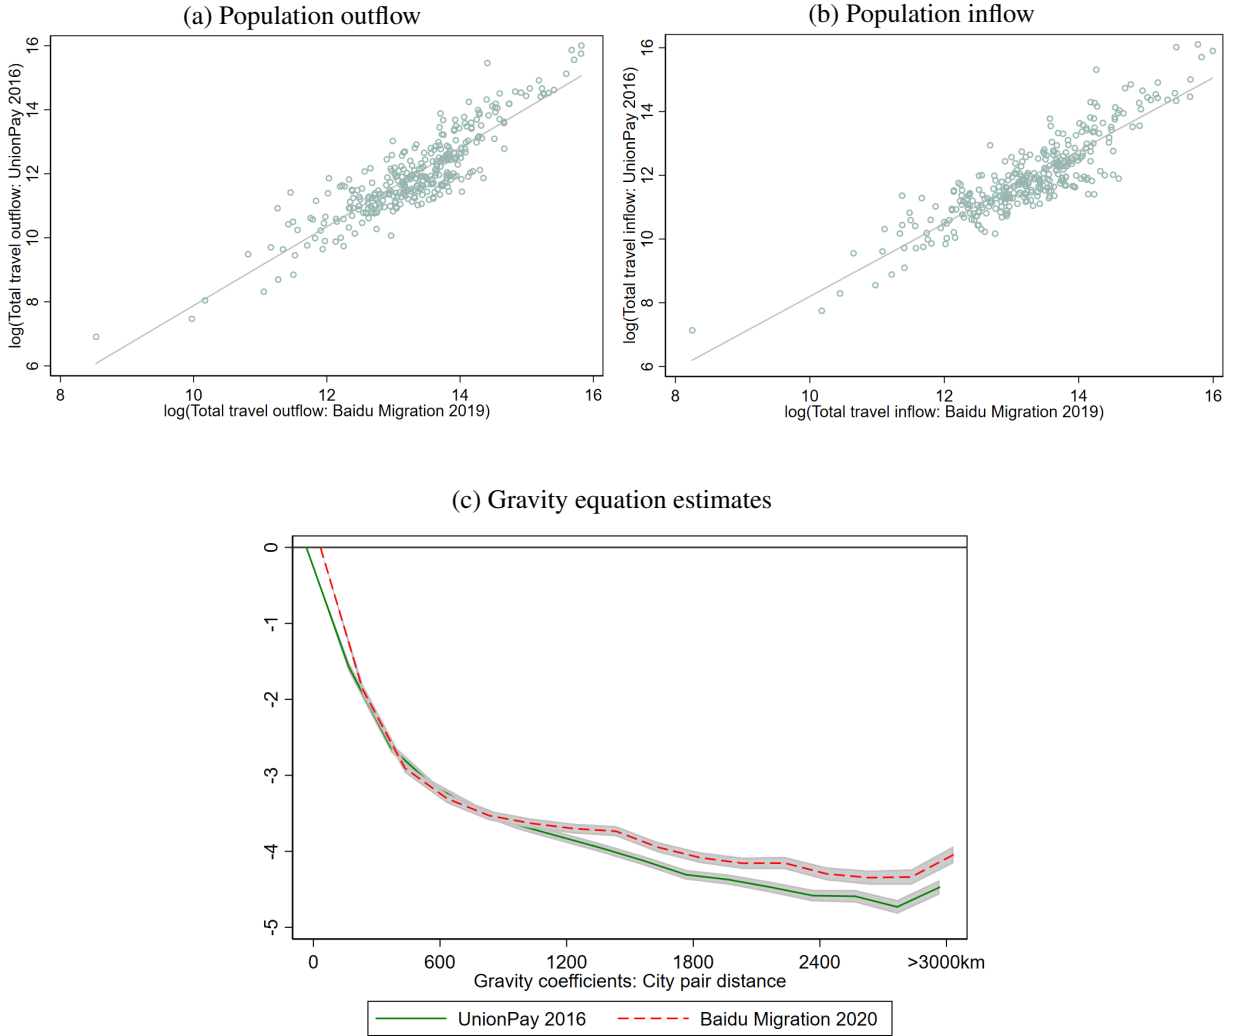 (a) Population outflow
log(Total travel outflow: UnionPay 2016)
16
14
12
10
8
6
8 10 12 14 16
log(Total travel outflow: Baidu Migration 2019)
(b) Population inflow
log(Total travel inflow: UnionPay 2016)
16
14
12
10
8
6
8 10 12 14 16
log(Total travel inflow: Baidu Migration 2019)
(c) Gravity equation estimates
0
-1
-2
-3
-4
-5
0 600 1200 1800 2400 >3000km
Gravity coefficients: City pair distance
UnionPay 2016 Baidu Migration 2020